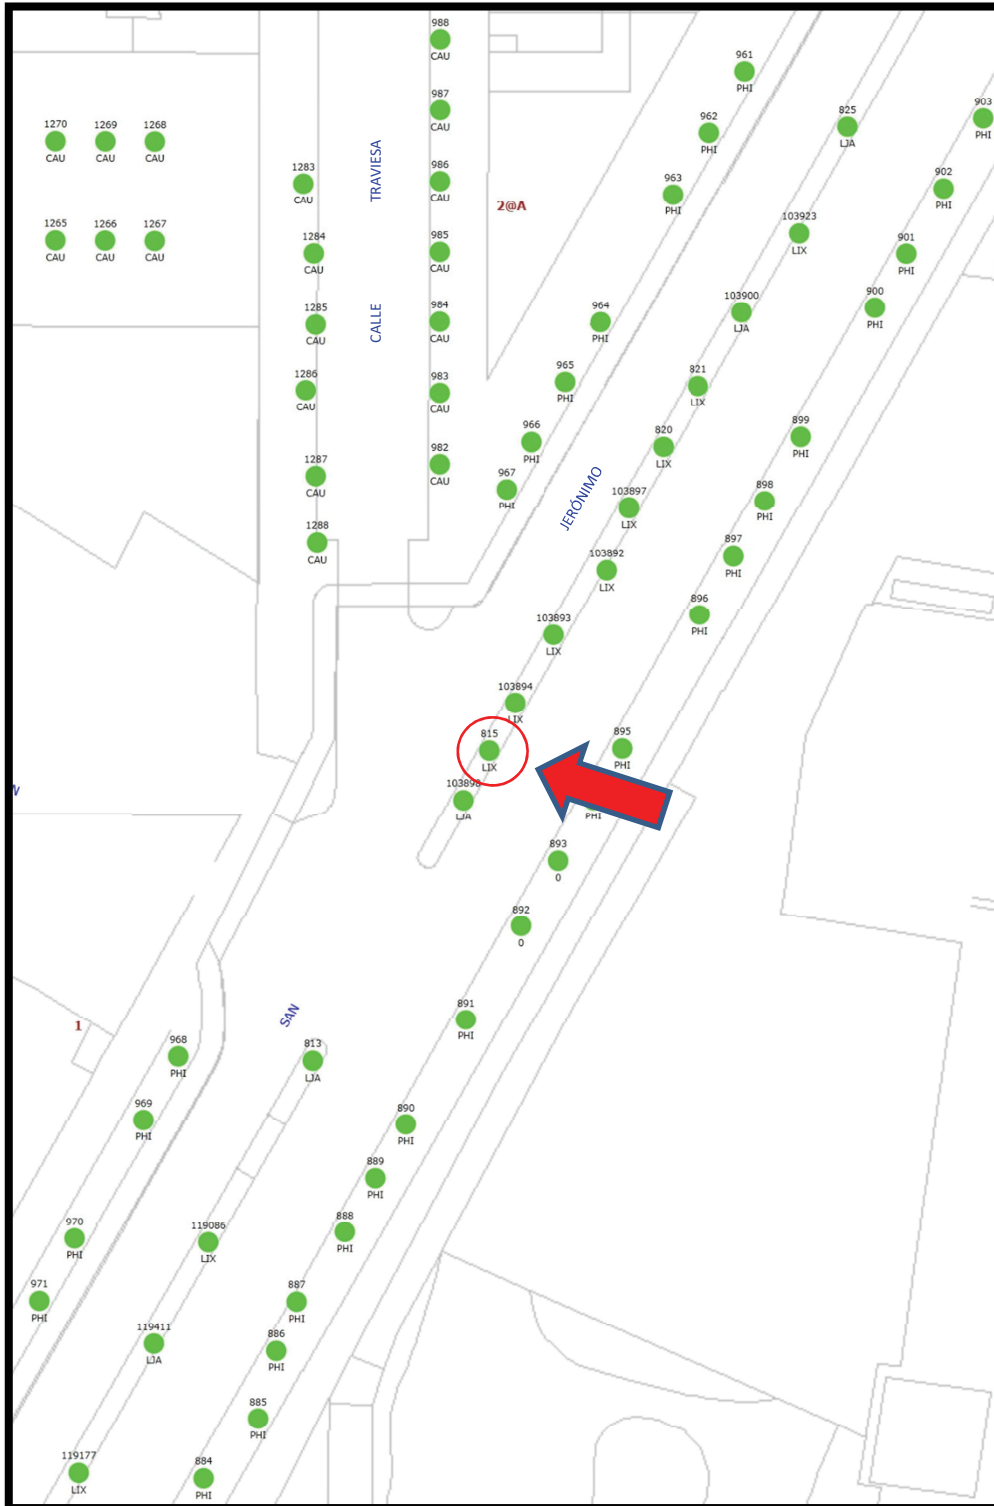 988
CAU
961
PHI
987
CAU
903
PHI
825
LJA
962
PHI
1270
CAU
1269
CAU
1268
CAU
TRAVIESA
986
CAU
1283
CAU
963
PHI
902
PHI
2@A
103923
LIX
1265
CAU
1266
CAU
1267
CAU
985
CAU
1284
CAU
901
PHI
900
PHI
103900
LJA
964
PHI
984
CAU
1285
CAU
CALLE
965
PHI
821
LIX
983
CAU
1286
CAU
966
PHI
899
PHI
820
LIX
982
CAU
1287
CAU
967
PHI
898
PHI
103897
LIX
JERÓNIMO
1288
CAU
897
PHI
103892
LIX
896
PHI
103893
LIX
103894
LIX
815
LIX
895
PHI
103898
LJA
PHI
893
0
892
0
891
PHI
SAN
1
968
PHI
813
LJA
969
PHI
890
PHI
889
PHI
888
PHI
970
PHI
119086
LIX
971
PHI
887
PHI
119411
LJA
886
PHI
885
PHI
119177
LIX
884
PHI